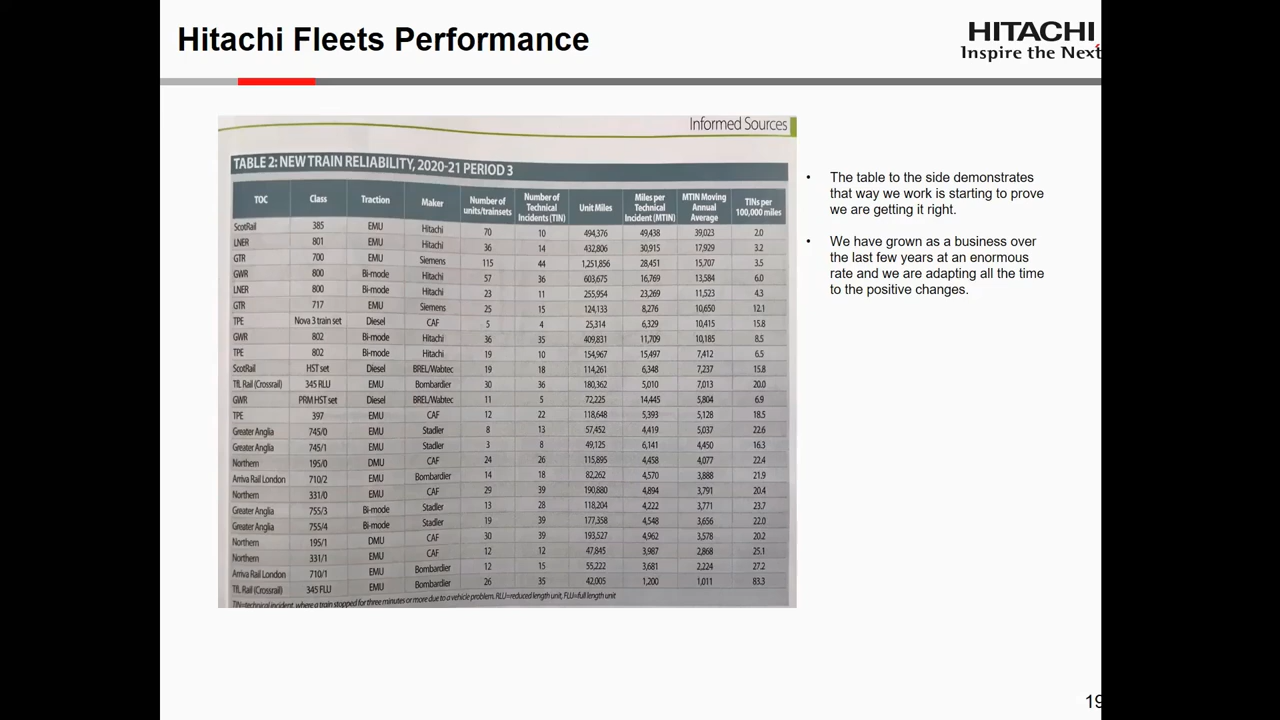 Hitachi Fleets Performance
HITACHI
Inspire the Next
Informed Sources
TABLE 2: NEW TRAIN RELIABILITY, 2020-21 PERIOD 3
TOC Class Traction Maker Number of units/trainsets Number of Technical Incidents (TIN) Unit Miles Miles per Technical Incident (MTIN) MTIN Moving Annual Average TINs per 100,000 miles
ScotRail 385 EMU Hitachi 70 10 494,376 49,438 39,023 2.0
LNER 801 EMU Hitachi 36 14 432,806 30,915 17,929 3.2
GTR 700 EMU Siemens 115 44 1,251,856 28,451 15,707 3.5
GWR 800 Bi-mode Hitachi 57 36 603,675 16,769 13,584 6.0
LNER 800 Bi-mode Hitachi 23 11 255,954 23,269 11,523 4.3
GTR 717 EMU Siemens 25 15 124,133 8,276 10,650 12.1
TPE Nova 3 train set Diesel CAF 5 4 25,314 6,329 10,415 15.8
GWR 802 Bi-mode Hitachi 36 35 409,831 11,709 10,185 8.5
TPE 802 Bi-mode Hitachi 19 10 154,967 15,497 7,412 6.5
ScotRail HST set Diesel BREL/Wabtec 19 18 114,261 6,348 7,237 15.8
TfL Rail (Crossrail) 345 RLU EMU Bombardier 30 36 180,362 5,010 7,013 20.0
GWR PRM HST set Diesel BREL/Wabtec 11 5 72,225 14,445 5,804 6.9
TPE 397 EMU CAF 12 22 118,648 5,393 5,128 18.5
Greater Anglia 745/0 EMU Stadler 8 13 57,452 4,419 5,037 22.6
Greater Anglia 745/1 EMU Stadler 3 8 49,125 6,141 4,450 16.3
Northern 195/0 DMU CAF 24 26 115,895 4,458 4,077 22.4
Arriva Rail London 710/2 EMU Bombardier 14 18 82,262 4,570 3,888 21.9
Northern 331/0 EMU CAF 29 39 190,880 4,894 3,791 20.4
Greater Anglia 755/3 Bi-mode Stadler 13 28 118,204 4,222 3,771 23.7
Greater Anglia 755/4 Bi-mode Stadler 19 39 177,358 4,548 3,656 22.0
Northern 195/1 DMU CAF 30 39 193,527 4,962 3,578 20.2
Northern 331/1 EMU CAF 12 12 47,845 3,987 2,868 25.1
Arriva Rail London 710/1 EMU Bombardier 12 15 55,222 3,681 2,224 27.2
TfL Rail (Crossrail) 345 FLU EMU Bombardier 26 35 42,005 1,200 1,011 83.3
TIN=technical incident, where a train stopped for three minutes or more due to a vehicle problem, RLU=reduced length unit, FLU=full length unit
• The table to the side demonstrates
that way we work is starting to prove
we are getting it right.
• We have grown as a business over
the last few years at an enormous
rate and we are adapting all the time
to the positive changes.
19